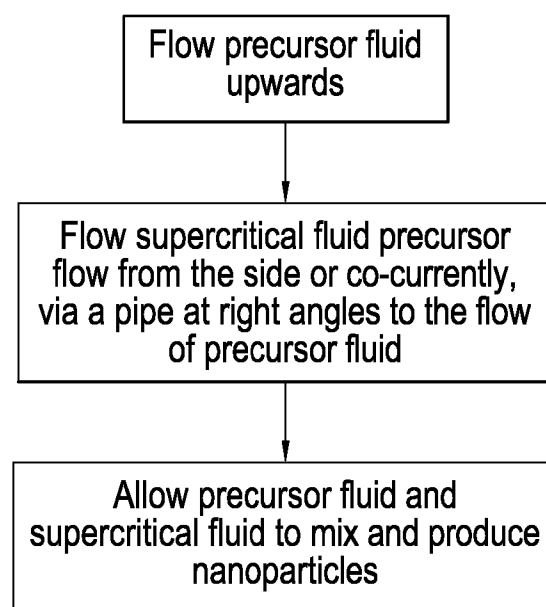 Flow precursor fluid
upwards
Flow supercritical fluid precursor
flow from the side or co-currently,
via a pipe at right angles to the flow
of precursor fluid
Allow precursor fluid and
supercritical fluid to mix and produce
nanoparticles